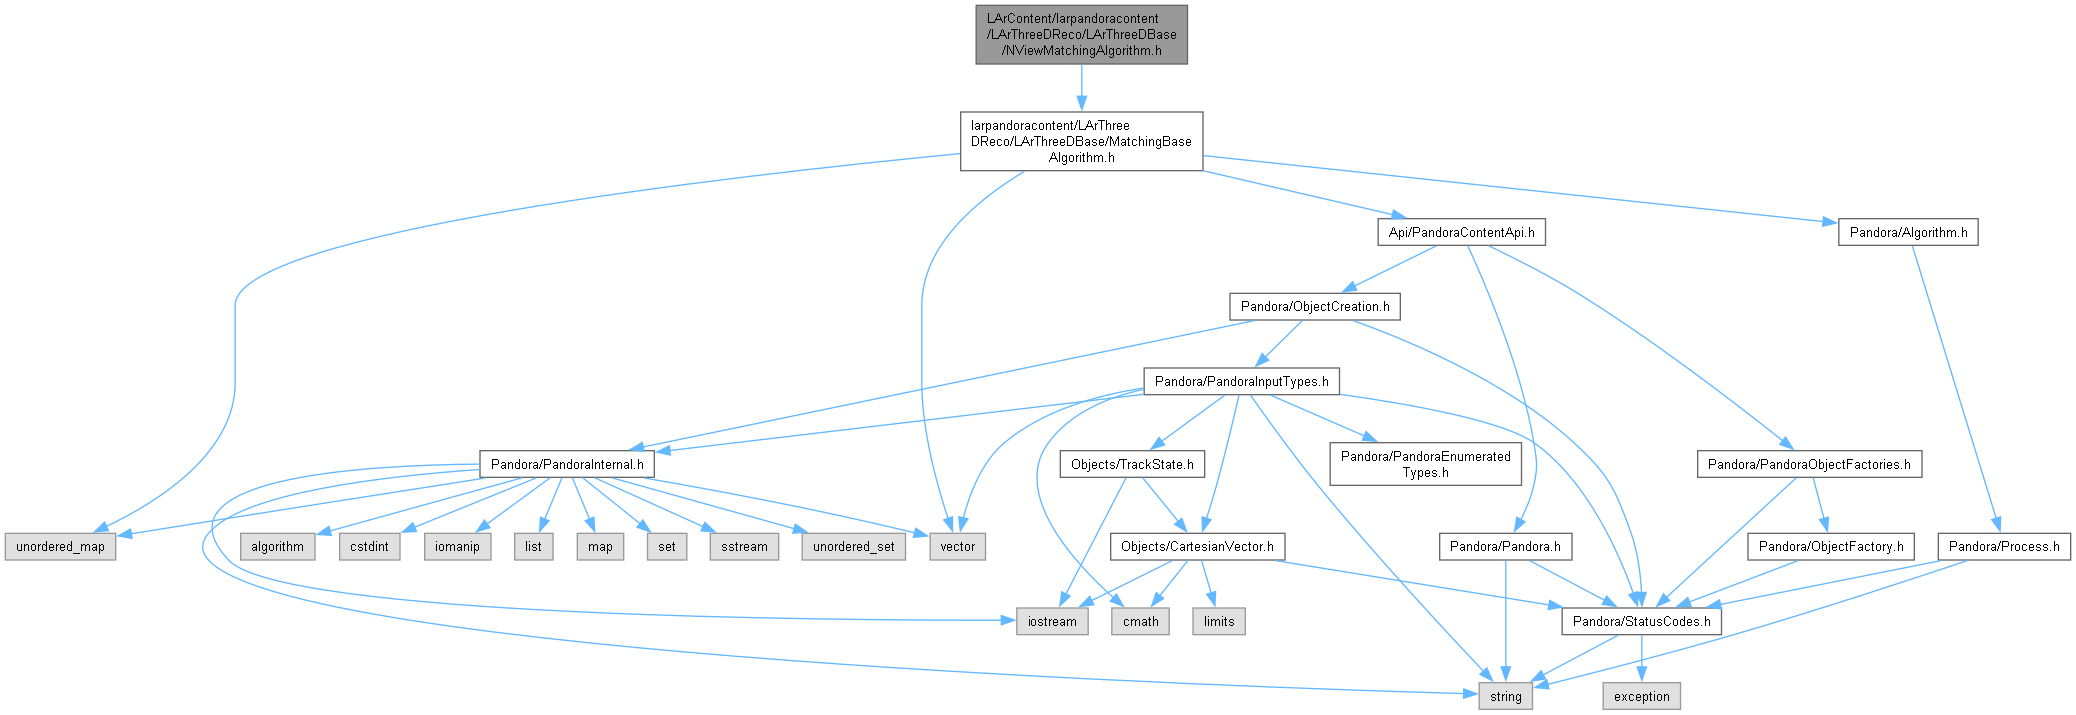 LArContent/larpandoracontent
/LArThreeDReco/LArThreeDBase
/NViewMatchingAlgorithm.h
larpandoracontent/LArThree
DReco/LArThreeDBase/MatchingBase
Algorithm.h
Api/PandoraContentApi.h
Pandora/Algorithm.h
Pandora/ObjectCreation.h
Pandora/PandoraInputTypes.h
Pandora/PandoraInternal.h
Objects/TrackState.h
Pandora/PandoraEnumerated
Types.h
Pandora/PandoraObjectFactories.h
unordered_map
algorithm
cstdint
iomanip
list
map
set
sstream
unordered_set
vector
Objects/CartesianVector.h
Pandora/Pandora.h
Pandora/ObjectFactory.h
Pandora/Process.h
iostream
cmath
limits
Pandora/StatusCodes.h
string
exception